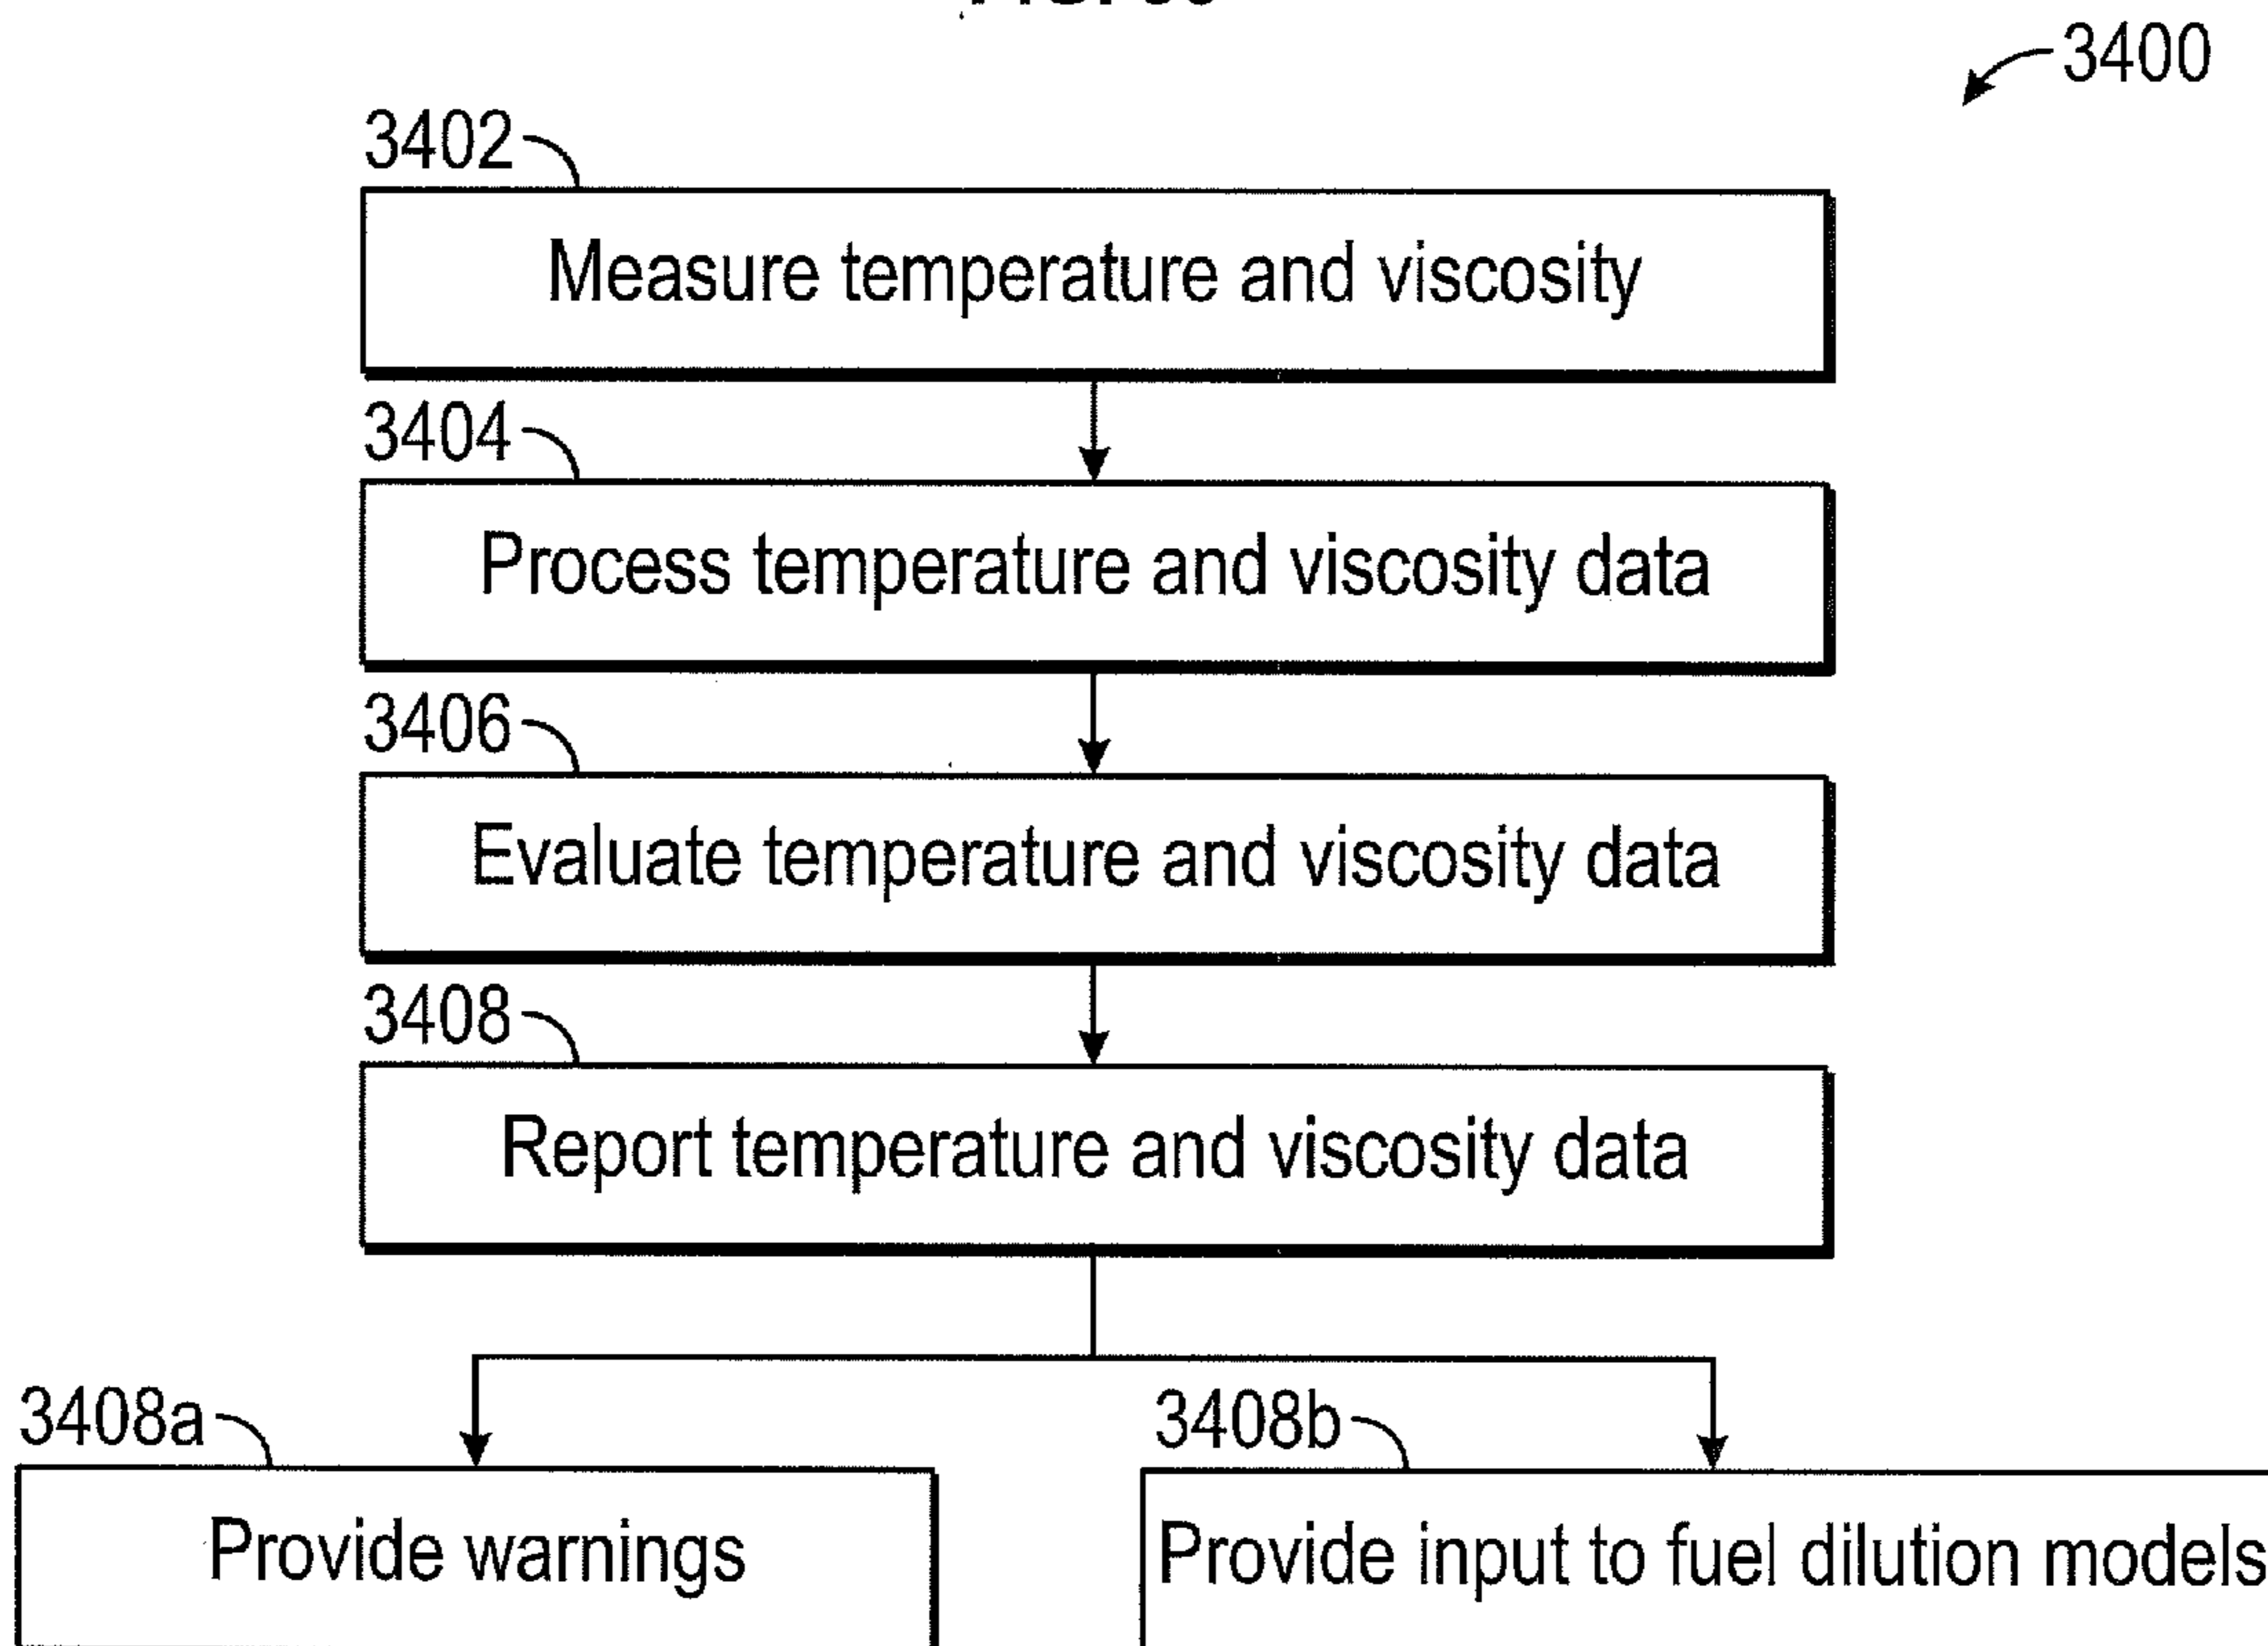 3400
3402
Measure temperature and viscosity
3404
Process temperature and viscosity data
3406
Evaluate temperature and viscosity data
3408
Report temperature and viscosity data
3408a
3408b
Provide warnings
Provide input to fuel dilution models